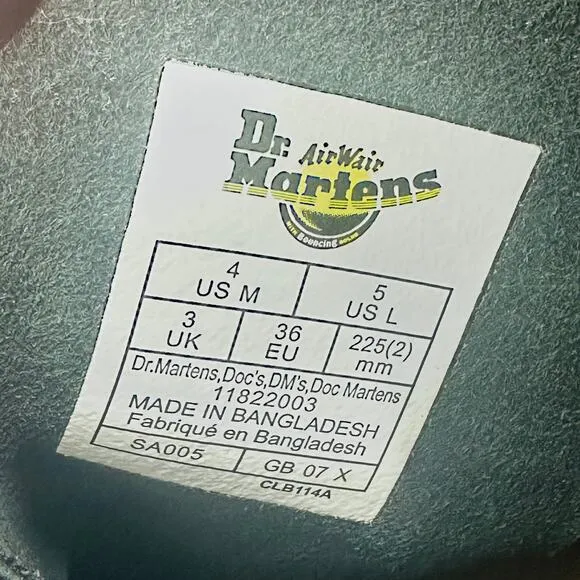 Dr. AirWair
Martens
WITH Bouncing SOLES
4 US M
5 US L
3 UK
36 EU
225(2) mm
Dr.Martens,Doc's,DM's,Doc Martens
11822003
MADE IN BANGLADESH
Fabriqué en Bangladesh
SA005
GB 07 X
CLB114A